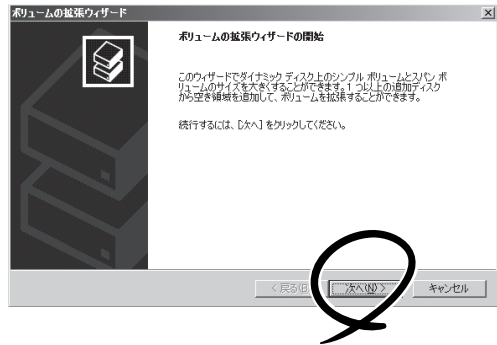 ボリュームの拡張ウィザード
ボリュームの拡張ウィザードの開始
このウィザードでダイナミック ディスク上のシンプル ボリュームとスパン ボ
リュームのサイズを大きくすることができます。1 つ以上の追加ディスク
から空き領域を追加して、ボリュームを拡張することができます。
続行するには、[次へ] をクリックしてください。
< 戻る(B) 次へ(N) > キャンセル